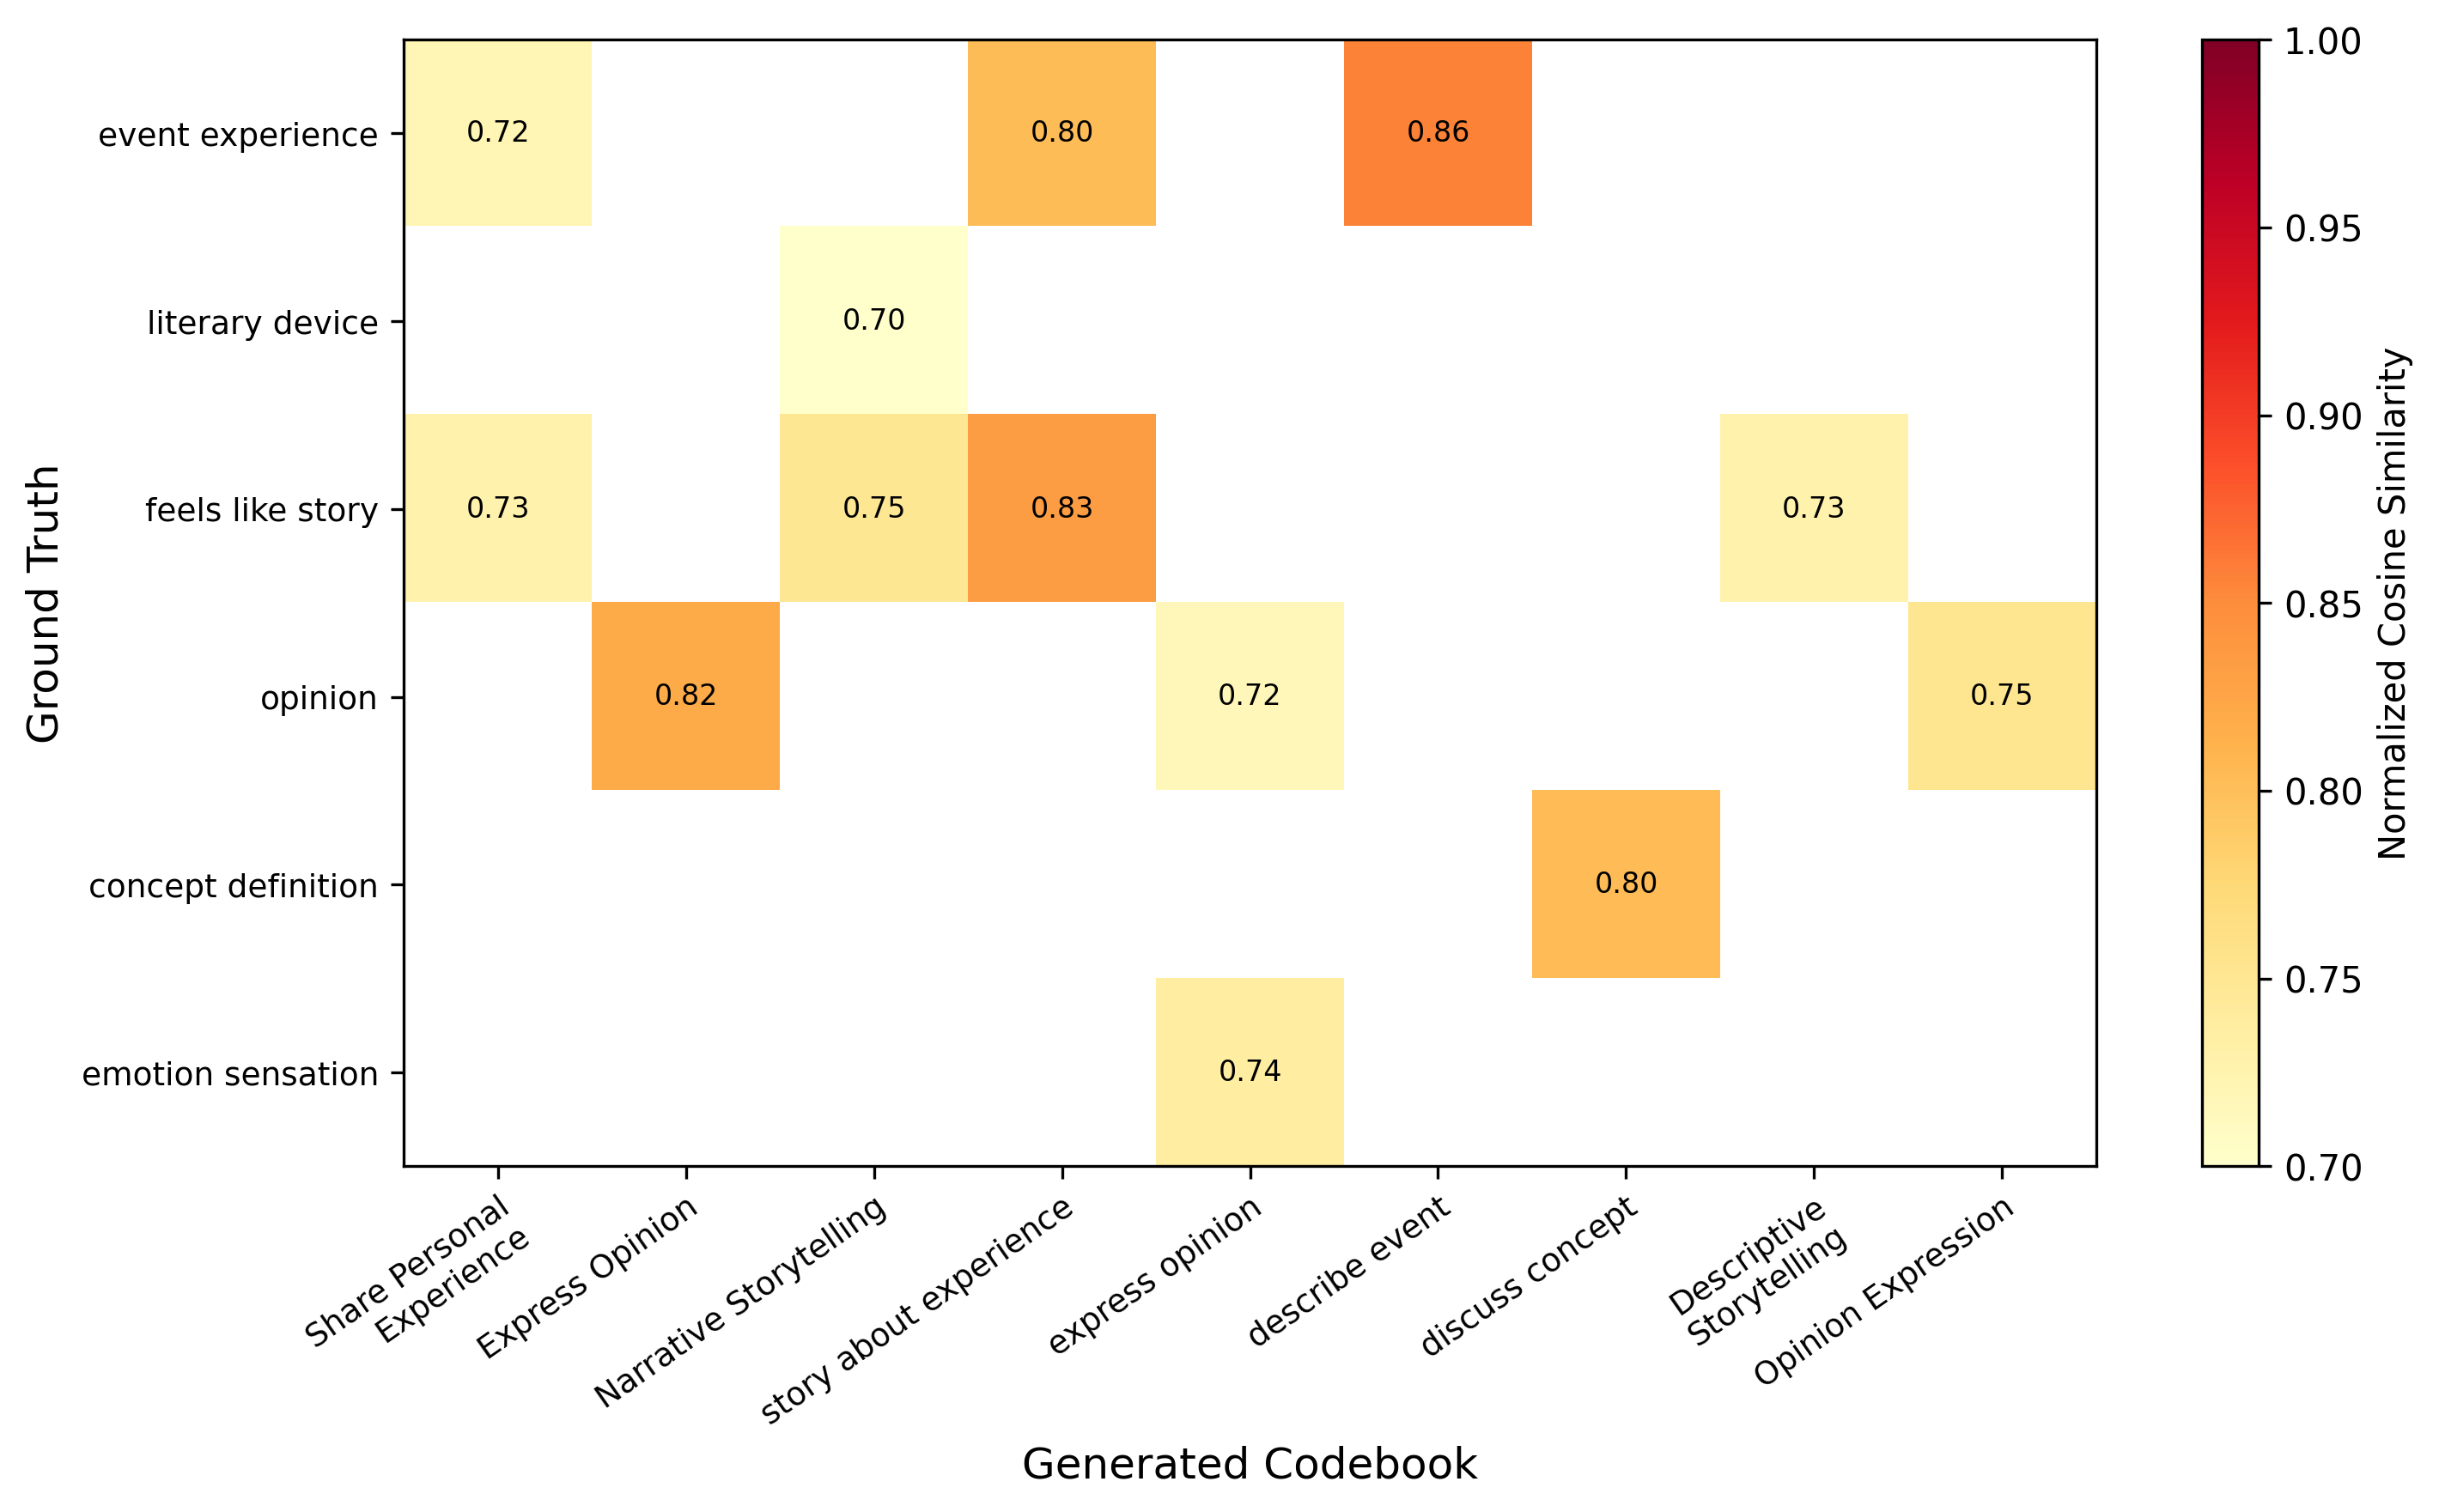 event experience
literary device
feels like story
opinion
concept definition
emotion sensation
Ground Truth
0.72
0.80
0.86
0.70
0.73
0.75
0.83
0.73
0.82
0.72
0.75
0.80
0.74
Share Personal
Experience
Express Opinion
Narrative Storytelling
story about experience
express opinion
describe event
discuss concept
Descriptive
Storytelling
Opinion Expression
Generated Codebook
1.00
0.95
0.90
0.85
0.80
0.75
0.70
Normalized Cosine Similarity